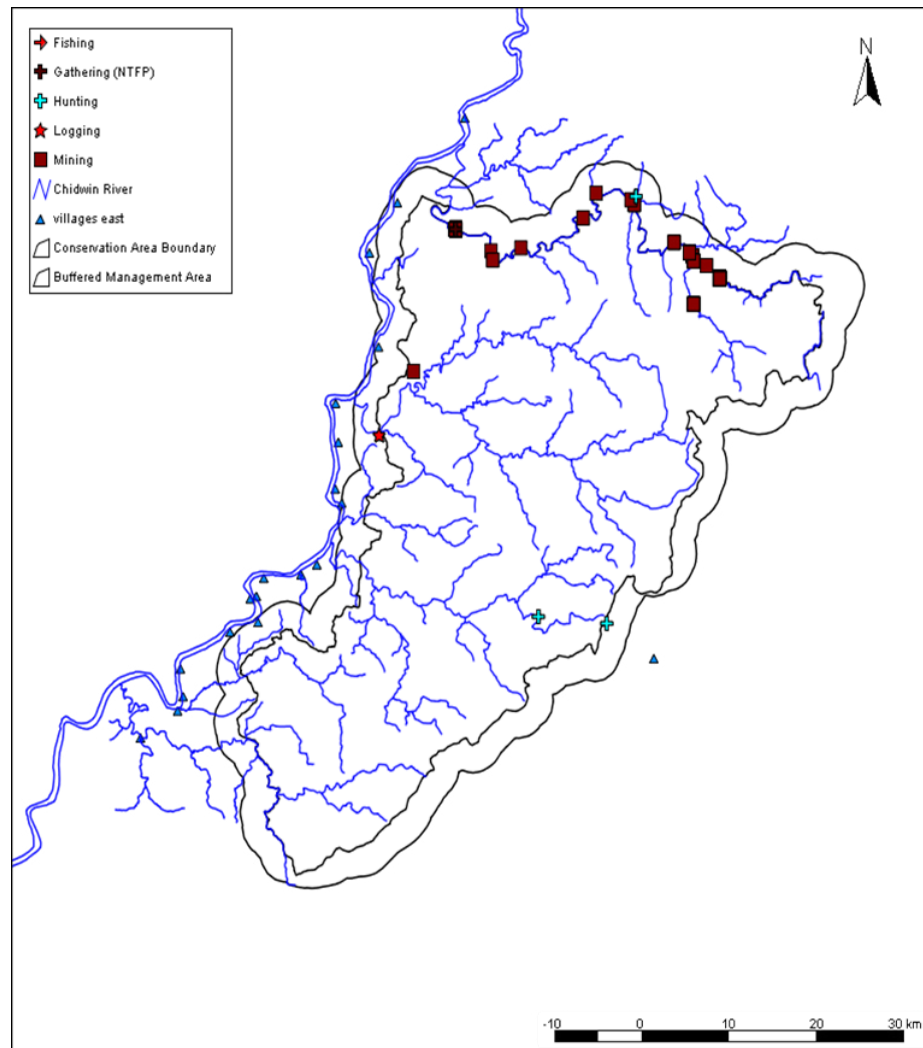 Fishing
Gathering (NTFP)
Hunting
Logging
Mining
Chidwin River
villages east
Conservation Area Boundary
Buffered Management Area
N
-10 0 10 20 30 km